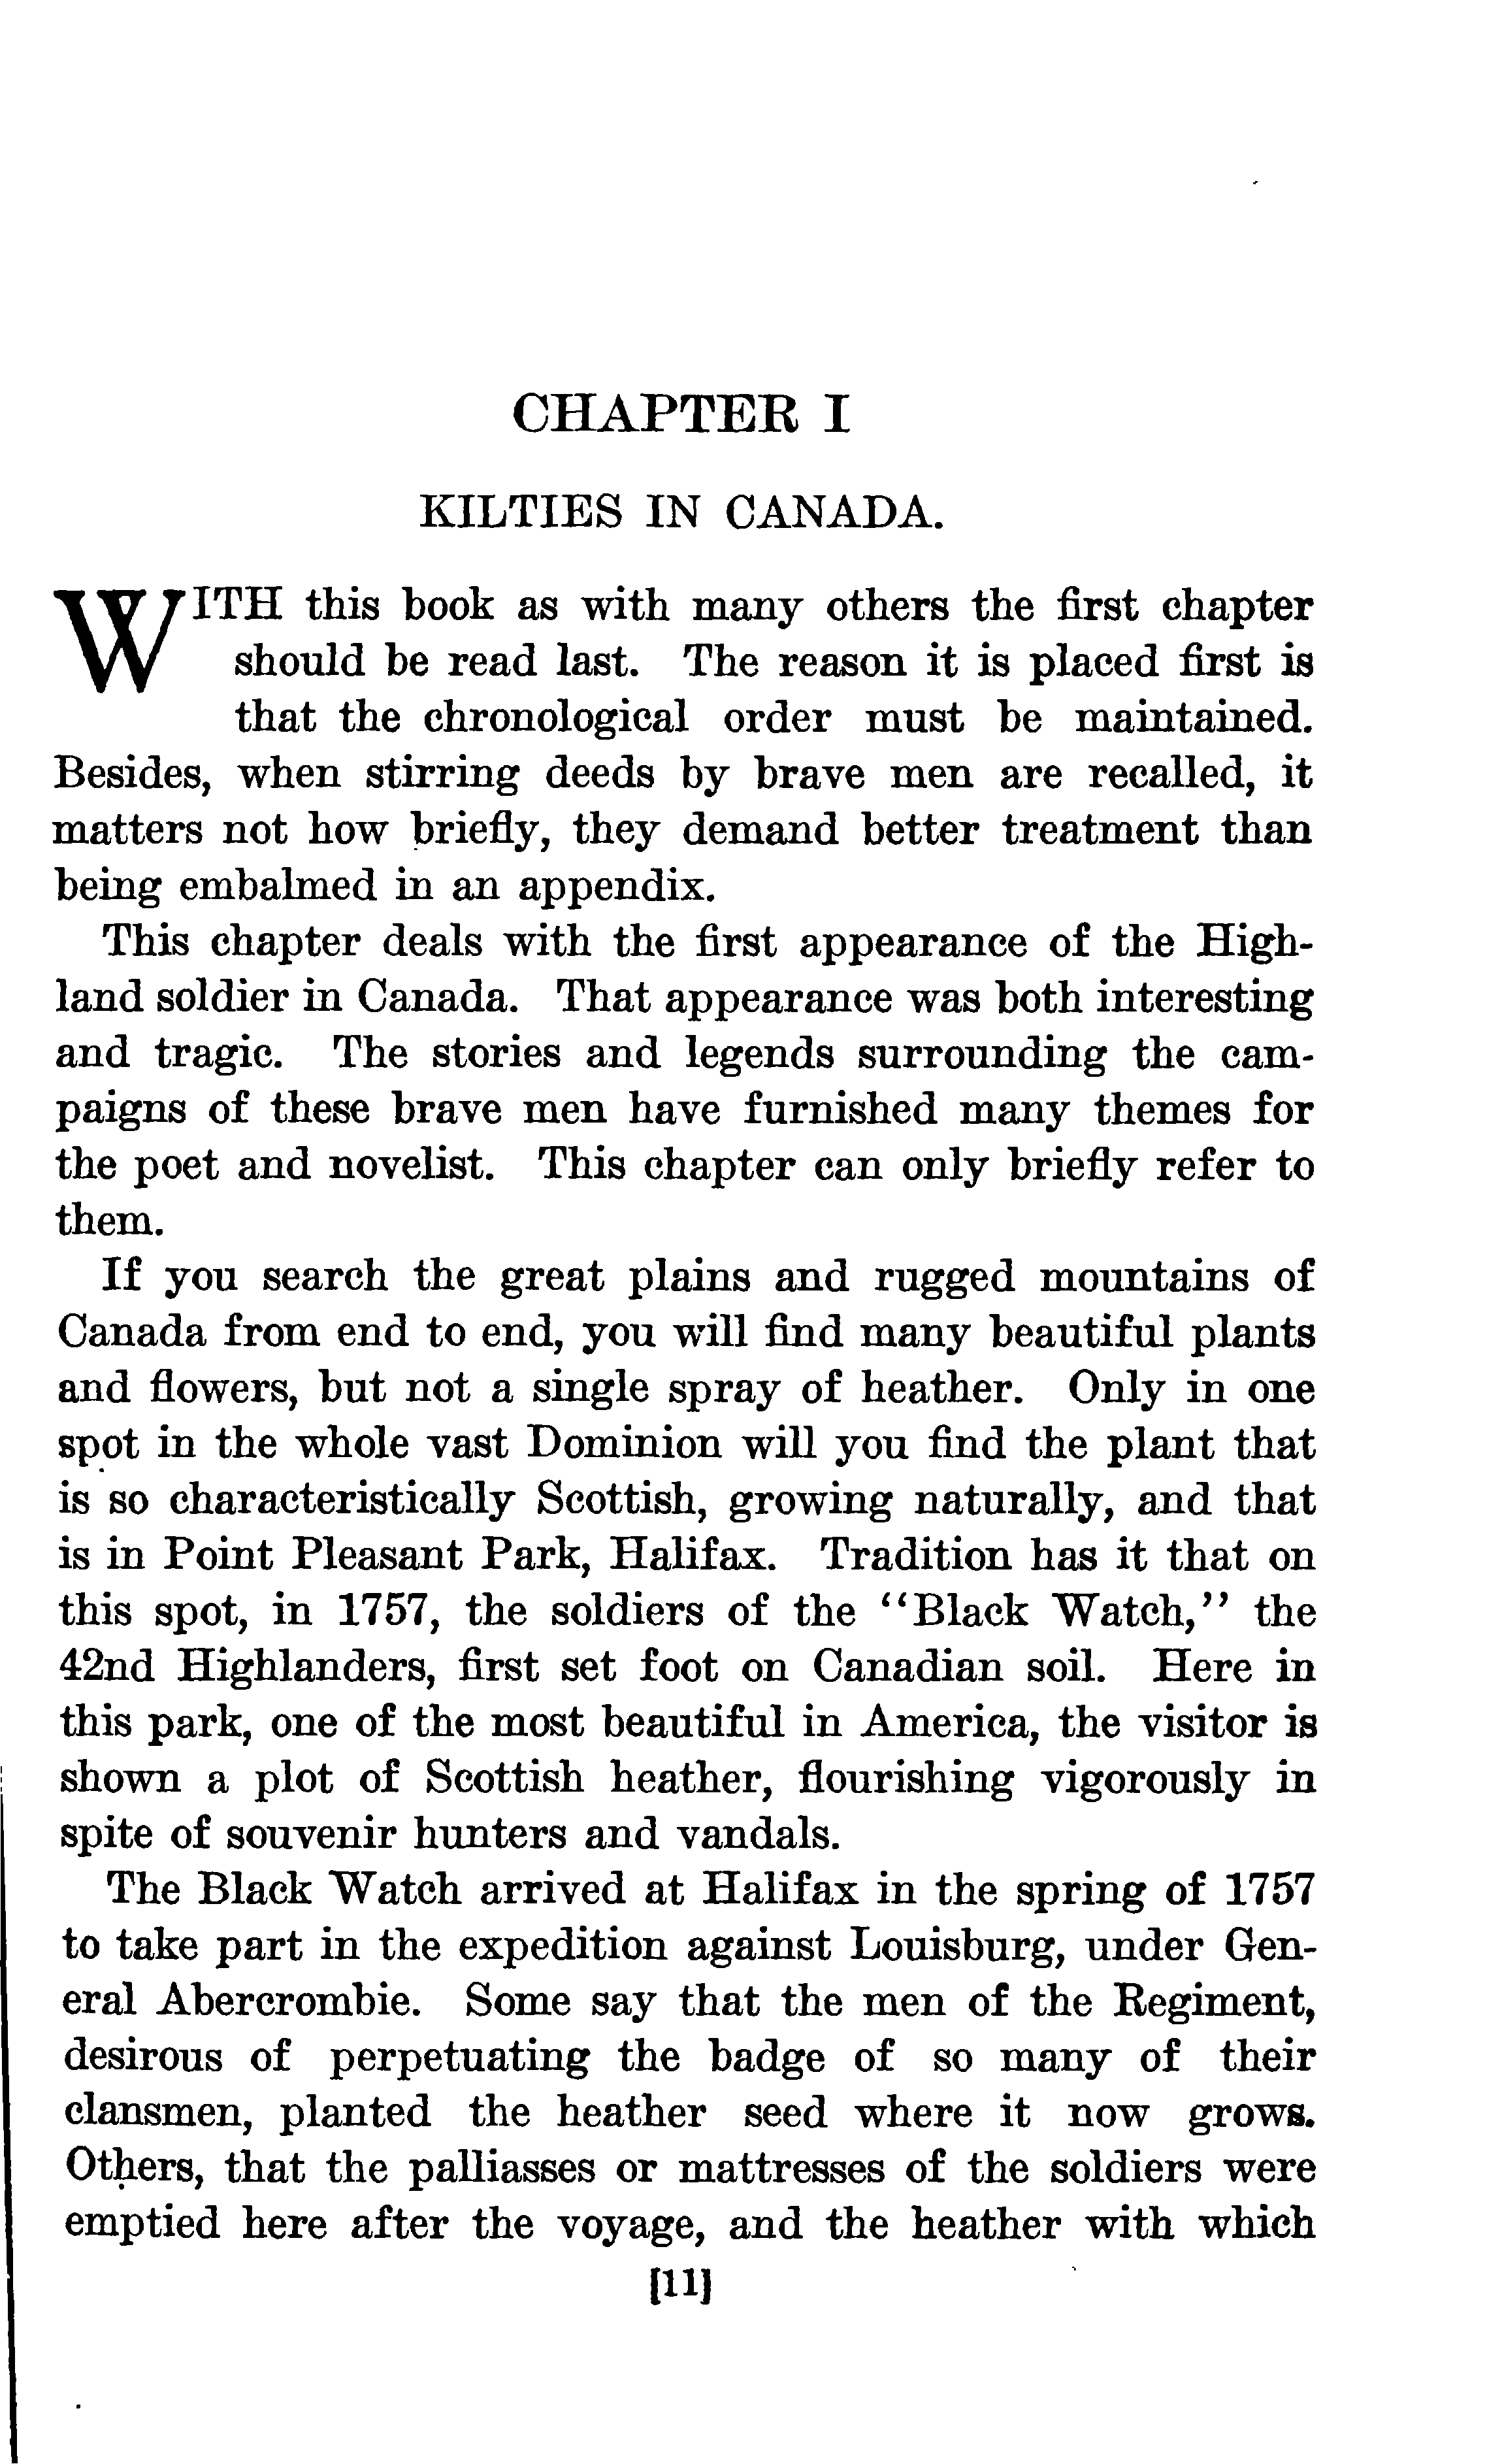 CHAPTER I
KILTIES IN CANADA.
WITH this book as with many others the first chapter
should be read last. The reason it is placed first is
that the chronological order must be maintained.
Besides, when stirring deeds by brave men are recalled, it
matters not how briefly, they demand better treatment than
being embalmed in an appendix.
This chapter deals with the first appearance of the High-
land soldier in Canada. That appearance was both interesting
and tragic. The stories and legends surrounding the cam-
paigns of these brave men have furnished many themes for
the poet and novelist. This chapter can only briefly refer to
them.
If you search the great plains and rugged mountains of
Canada from end to end, you will find many beautiful plants
and flowers, but not a single spray of heather. Only in one
spot in the whole vast Dominion will you find the plant that
is so characteristically Scottish, growing naturally, and that
is in Point Pleasant Park, Halifax. Tradition has it that on
this spot, in 1757, the soldiers of the "Black Watch," the
42nd Highlanders, first set foot on Canadian soil. Here in
this park, one of the most beautiful in America, the visitor is
shown a plot of Scottish heather, flourishing vigorously in
spite of souvenir hunters and vandals.
The Black Watch arrived at Halifax in the spring of 1757
to take part in the expedition against Louisburg, under Gen-
eral Abercrombie. Some say that the men of the Regiment,
desirous of perpetuating the badge of so many of their
clansmen, planted the heather seed where it now grows.
Others, that the palliasses or mattresses of the soldiers were
emptied here after the voyage, and the heather with which
[11]